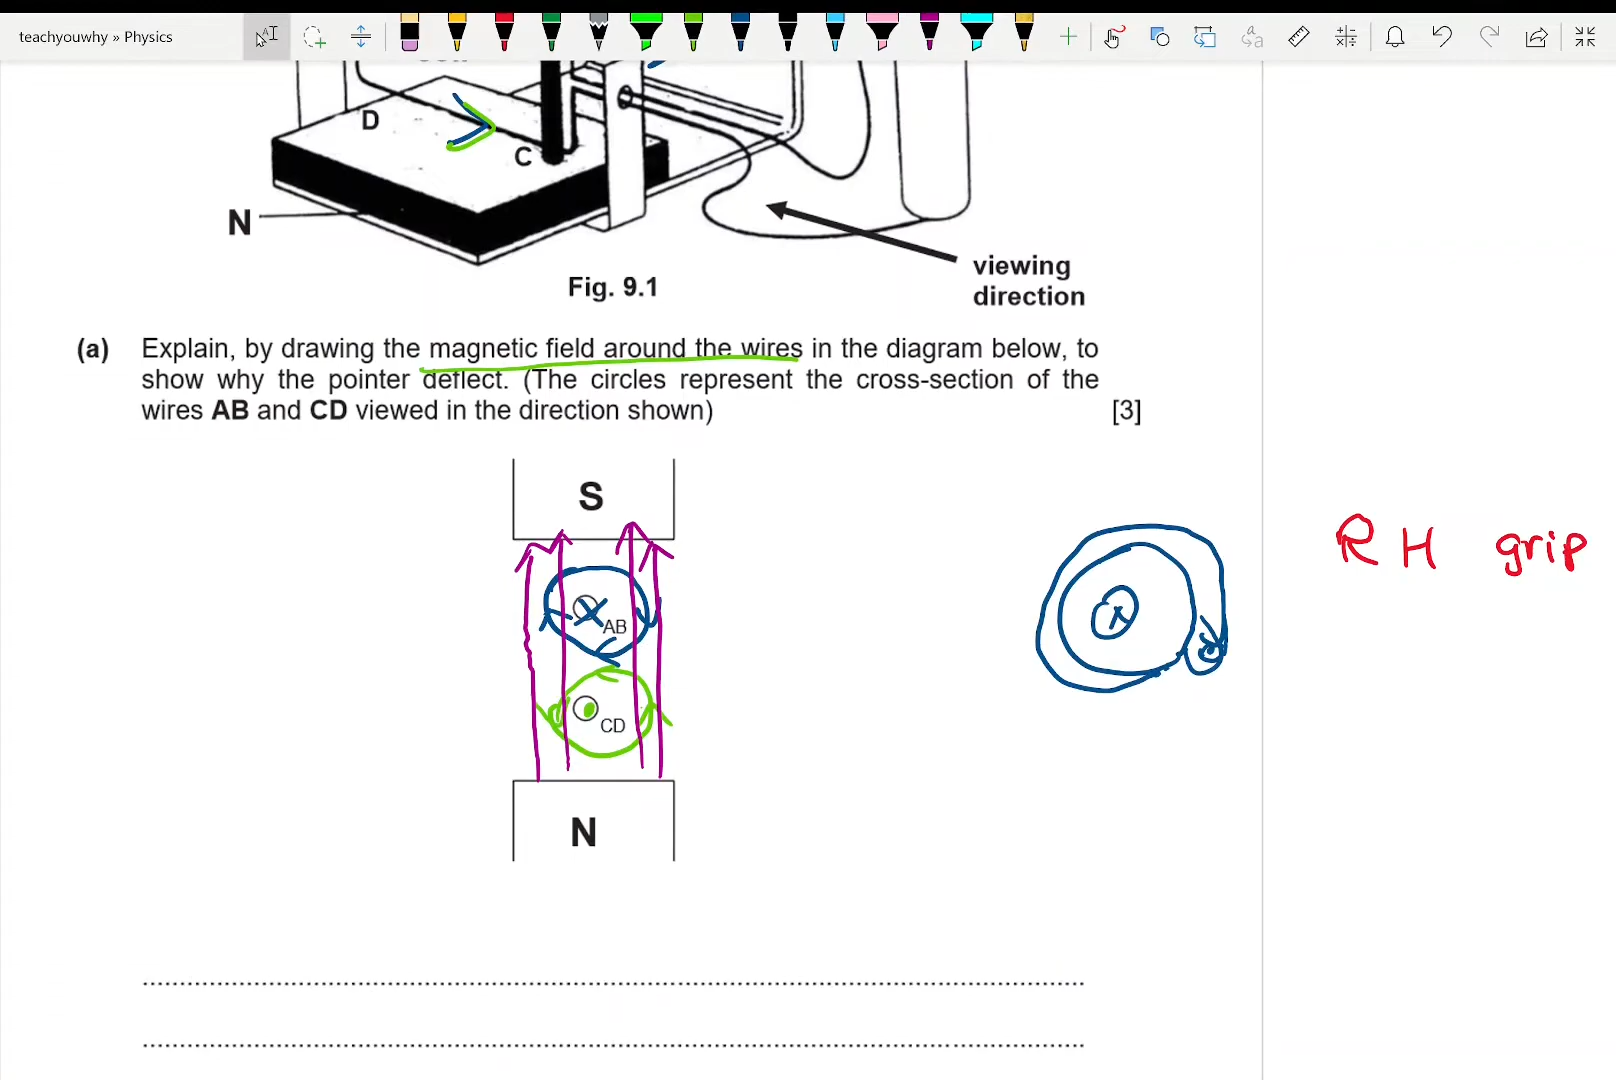 teachyouwhy » Physics
D
C
N
viewing
direction
Fig. 9.1
(a) Explain, by drawing the magnetic field around the wires in the diagram below, to
show why the pointer deflect. (The circles represent the cross-section of the
wires AB and CD viewed in the direction shown) [3]
S
AB
CD
N
RH grip